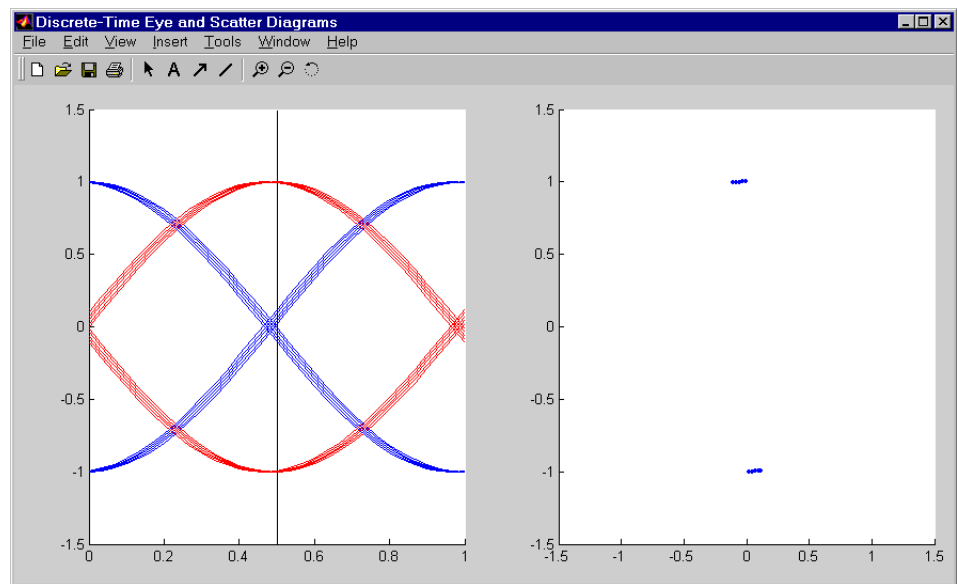 Discrete-Time Eye and Scatter Diagrams
File Edit View Insert Tools Window Help
A
1.5
1
0.5
0
-0.5
-1
-1.5
0 0.2 0.4 0.6 0.8 1
1.5
1
0.5
0
-0.5
-1
-1.5
-1.5 -1 -0.5 0 0.5 1 1.5